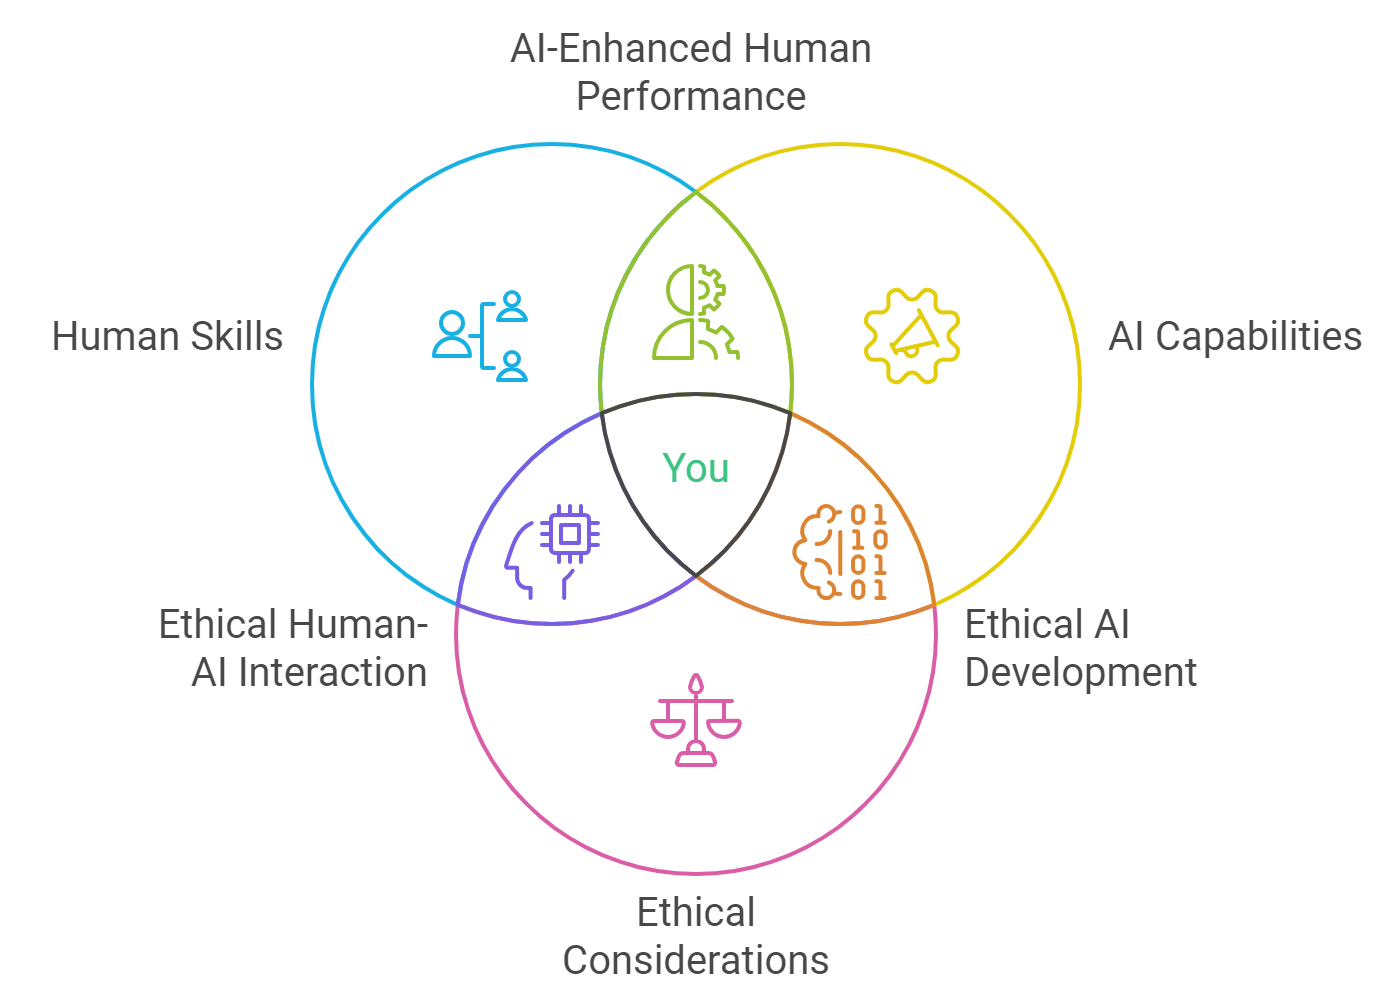 AI-Enhanced Human
Performance
Human Skills
AI Capabilities
You
01
10
01
01
Ethical Human-
AI Interaction
Ethical AI
Development
Ethical
Considerations